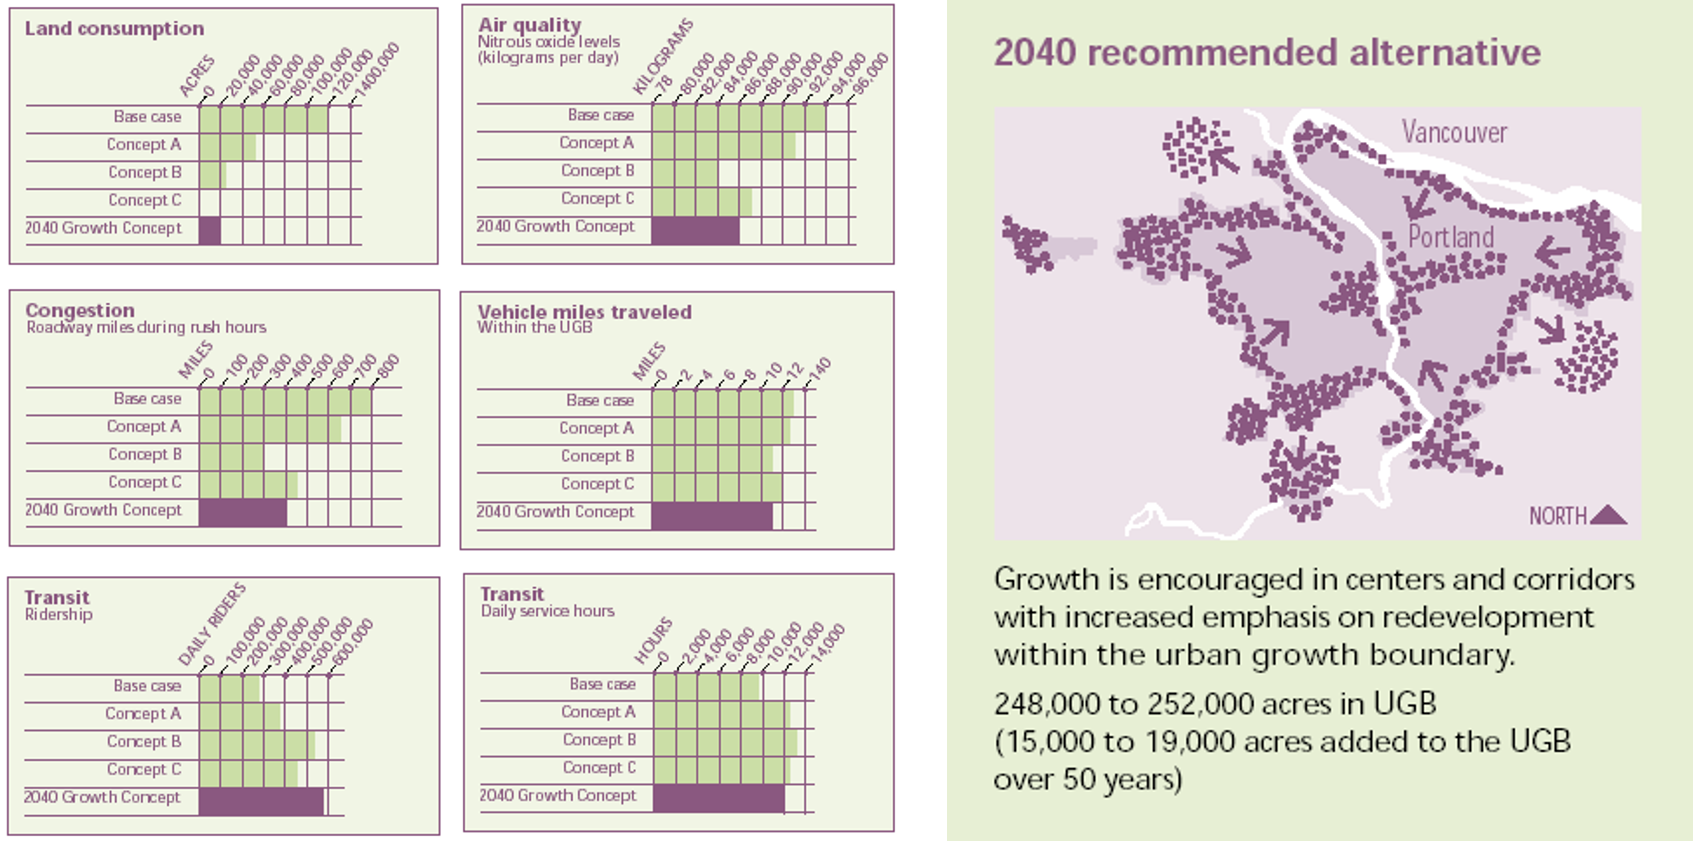 Land consumption
ACRES
0
20,000
40,000
60,000
80,000
100,000
120,000
1400,000
Base case
Concept A
Concept B
Concept C
2040 Growth Concept
Air quality
Nitrous oxide levels
(kilograms per day)
KILOGRAMS
78
80,000
82,000
84,000
86,000
88,000
90,000
92,000
94,000
96,000
Base case
Concept A
Concept B
Concept C
2040 Growth Concept
Congestion
Roadway miles during rush hours
MILES
0
100
200
300
400
500
600
700
800
Base case
Concept A
Concept B
Concept C
2040 Growth Concept
Vehicle miles traveled
Within the UGB
MILES
0
2
4
6
8
10
12
140
Base case
Concept A
Concept B
Concept C
2040 Growth Concept
Transit
Ridership
DAILY RIDERS
0
100,000
200,000
300,000
400,000
500,000
600,000
Base case
Concept A
Concept B
Concept C
2040 Growth Concept
Transit
Daily service hours
HOURS
0
2,000
4,000
6,000
8,000
10,000
12,000
14,000
Base case
Concept A
Concept B
Concept C
2040 Growth Concept
2040 recommended alternative
Vancouver
Portland
NORTH
Growth is encouraged in centers and corridors
with increased emphasis on redevelopment
within the urban growth boundary.
248,000 to 252,000 acres in UGB
(15,000 to 19,000 acres added to the UGB
over 50 years)